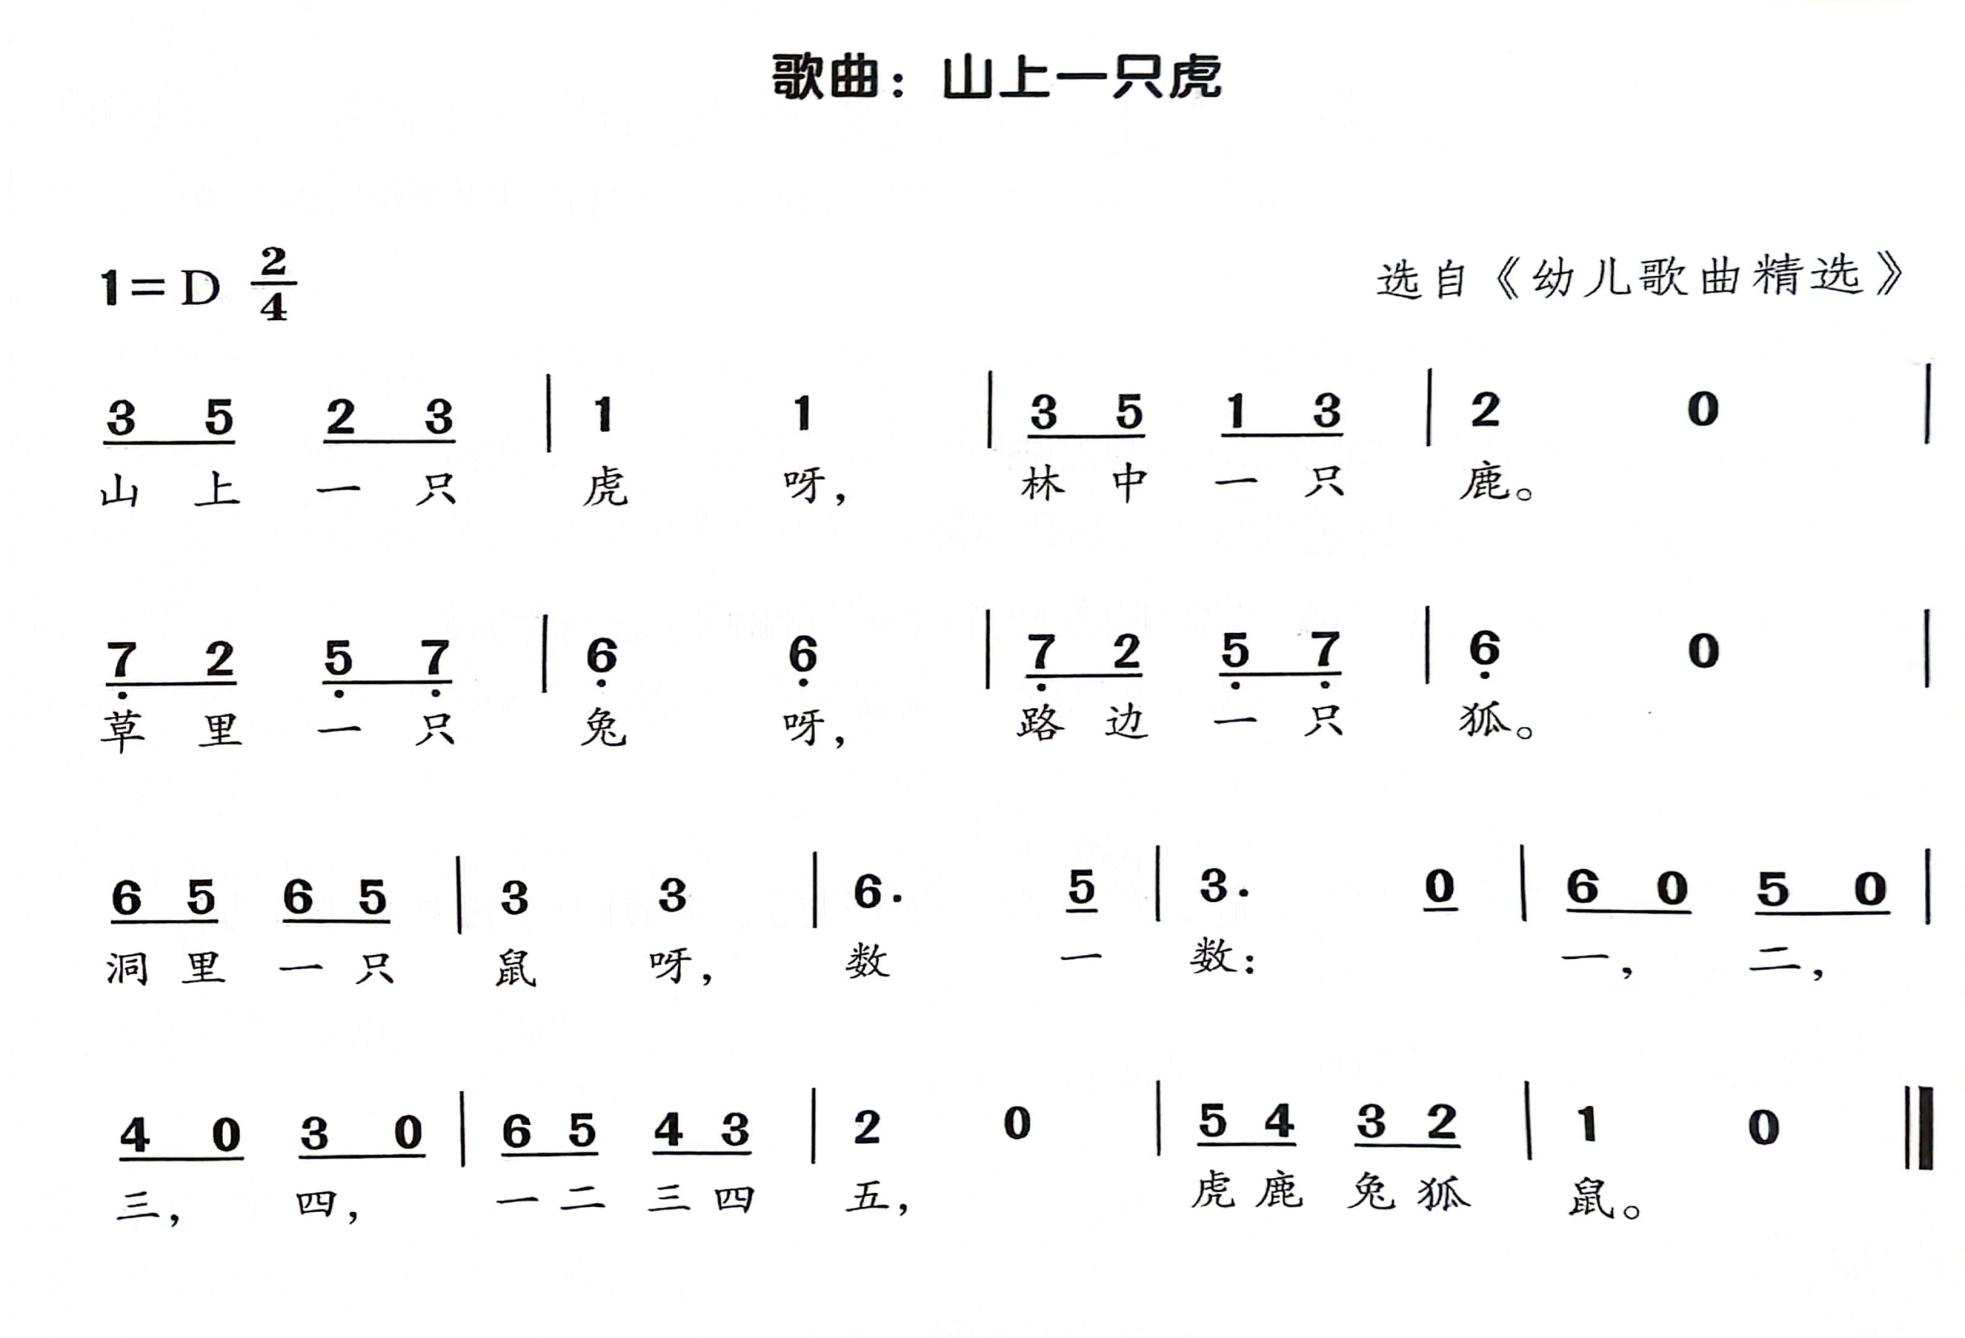 歌曲：山上一只虎
1=D 2/4 选自《幼儿歌曲精选》
3 5 2 3 | 1 1 | 3 5 1 3 | 2 0 |
山上一只虎呀，林中一只鹿。
7̣ 2 5̣ 7̣ | 6̣ 6̣ | 7̣ 2 5̣ 7̣ | 6̣ 0 |
草里一只兔呀，路边一只狐。
6 5 6 5 | 3 3 | 6. 5 | 3. 0 | 6 0 5 0 |
洞里一只鼠呀，数一数：一，二，
4 0 3 0 | 6 5 4 3 | 2 0 | 5 4 3 2 | 1 0 ‖
三，四，一二三四五，虎鹿兔狐鼠。